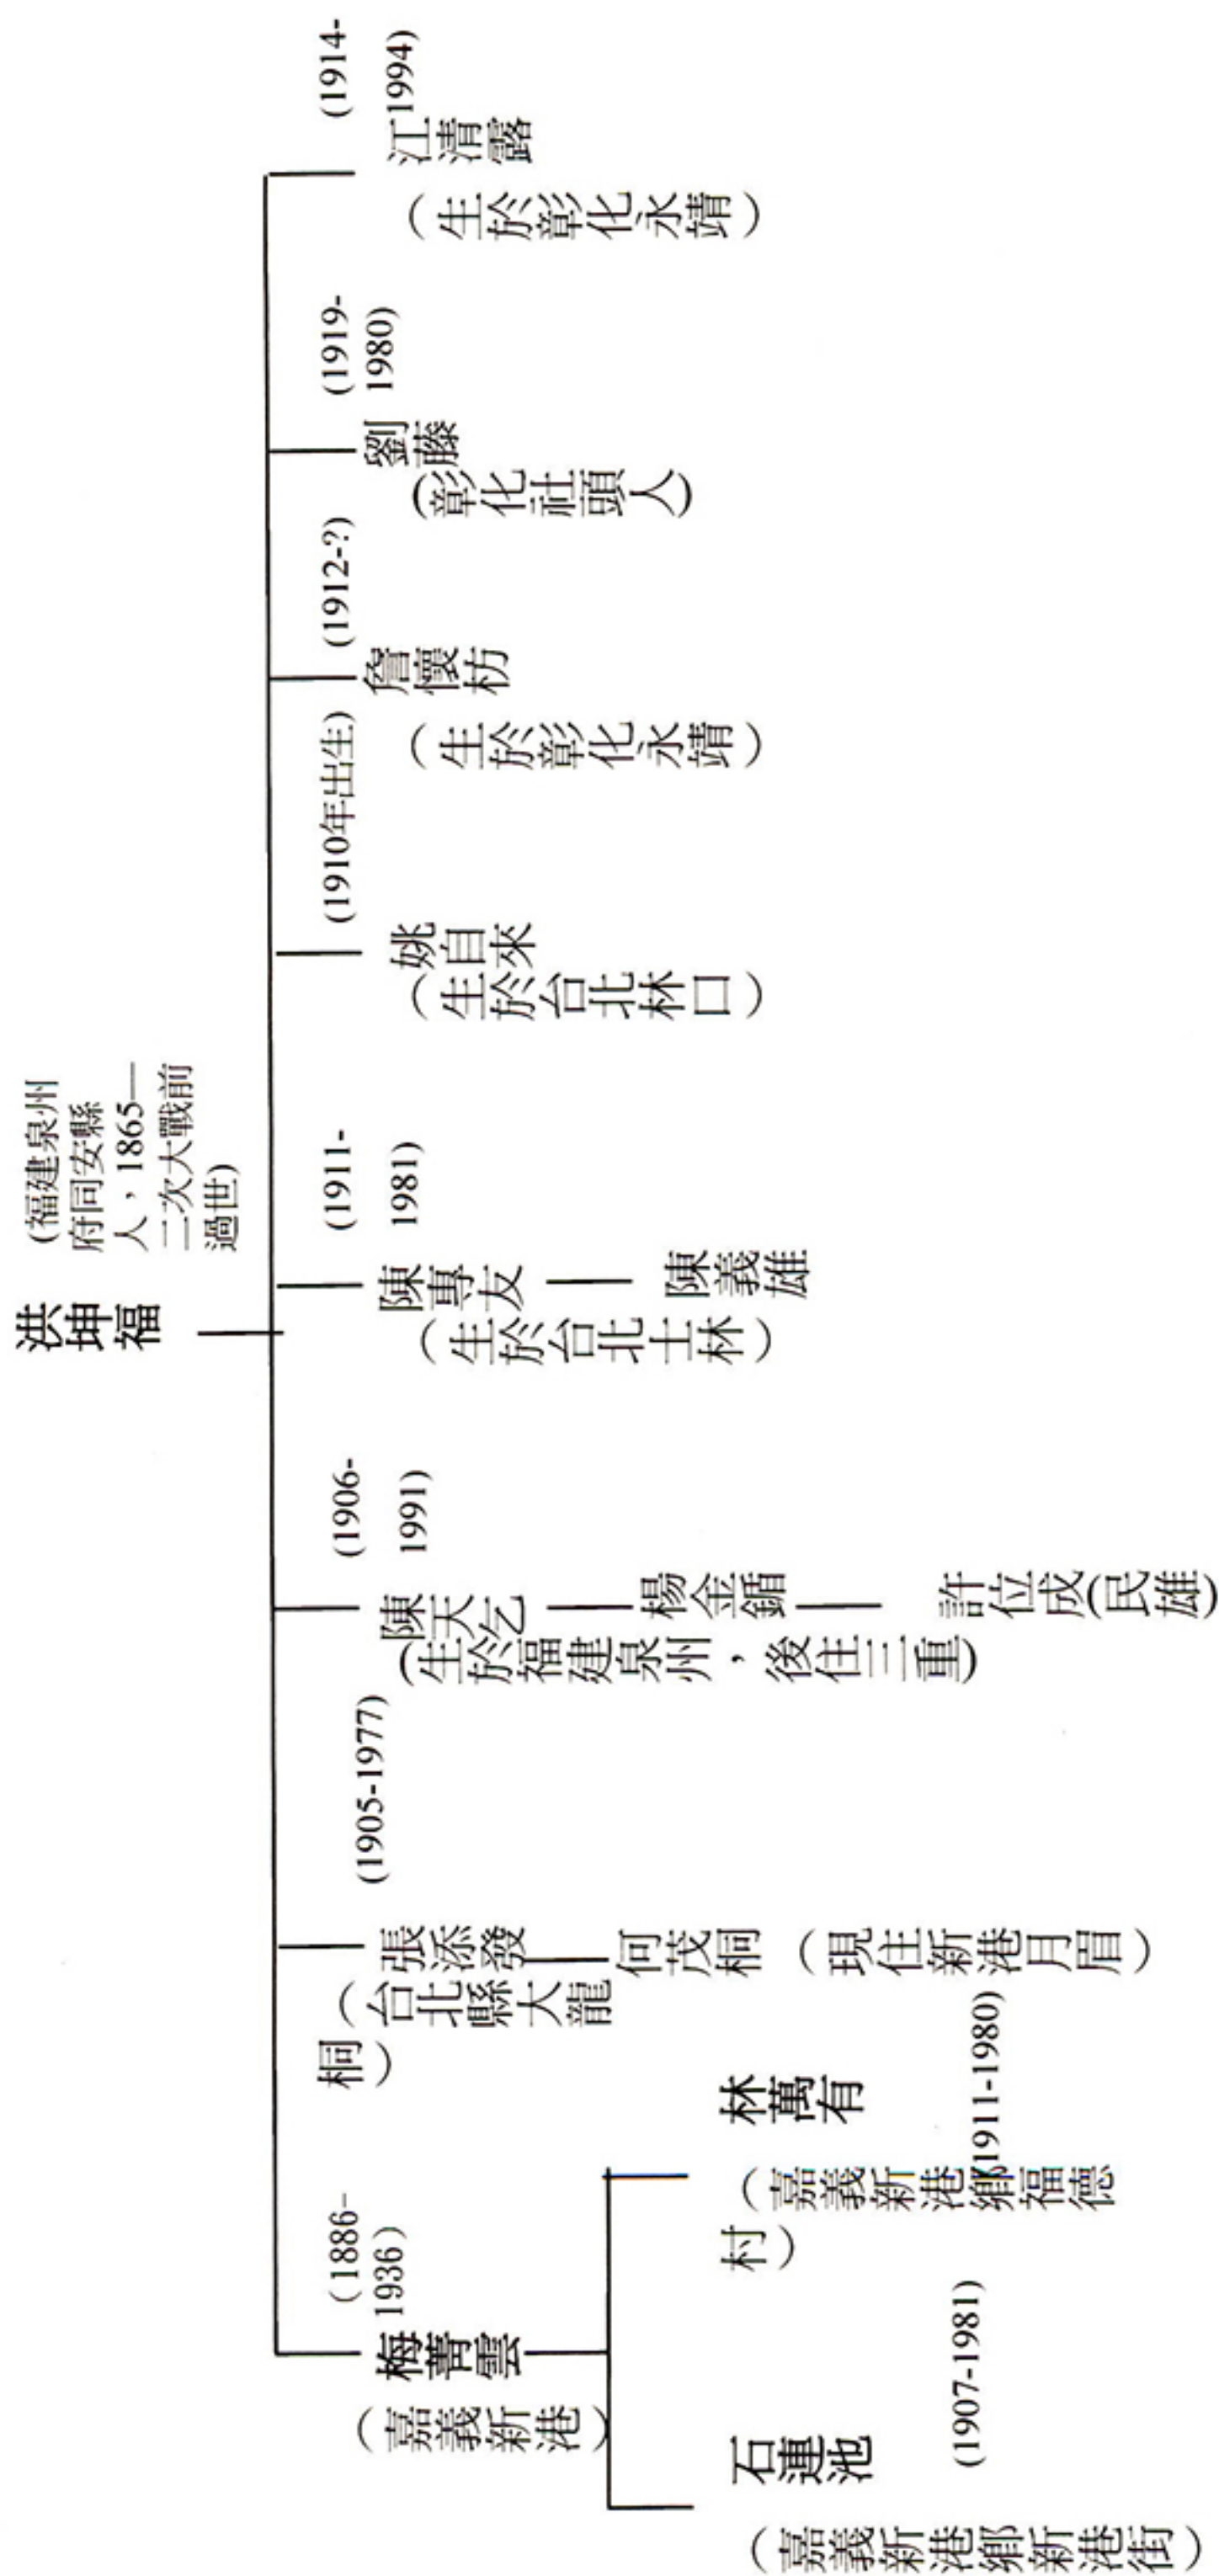 洪坤福
(福建泉州
府同安縣
人，1865—
二次大戰前
過世)
(1886-
1936)
梅菁雲
(嘉義新港)
石連池
(1907-1981)
(嘉義新港鄉新港街)
林萬有
(1911-1980)
(嘉義新港鄉福德
村)
(1905-1977)
張添發
(台北縣大龍
桐)
何茂桐
(現住新港月眉)
(1906-
1991)
陳天乞
(生於福建泉州，後住三重)
楊金鍎
許位成(民雄)
(1911-
1981)
陳專友
(生於台北士林)
陳義雄
(1910年出生)
姚自來
(生於台北林口)
(1912-?)
詹懷枋
(生於彰化永靖)
(1919-
1980)
劉藤
(彰化社頭人)
(1914-
1994)
江清露
(生於彰化永靖)